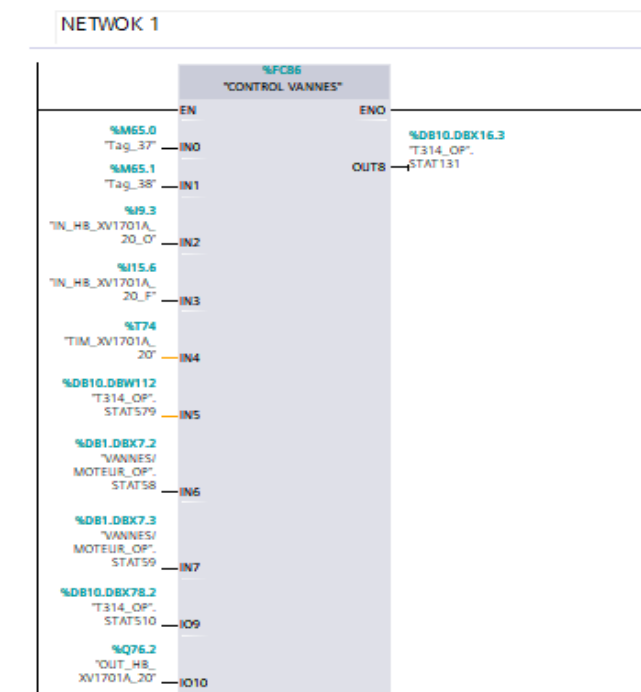 NETWOK 1
%FC86
"CONTROL VANNES"
EN ENO
%M65.0
"Tag_37" IN0
%DB10.DBX16.3
"T314_OP".
STAT131
OUT8
%M65.1
"Tag_38" IN1
%I9.3
"IN_HB_XV1701A_
20_O" IN2
%I15.6
"IN_HB_XV1701A_
20_F" IN3
%T74
"TIM_XV1701A_
20" IN4
%DB10.DBW112
"T314_OP".
STAT579 IN5
%DB1.DBX7.2
"VANNES/
MOTEUR_OP".
STAT58 IN6
%DB1.DBX7.3
"VANNES/
MOTEUR_OP".
STAT59 IN7
%DB10.DBX78.2
"T314_OP".
STAT510 IO9
%Q76.2
"OUT_HB_
XV1701A_20" IO10